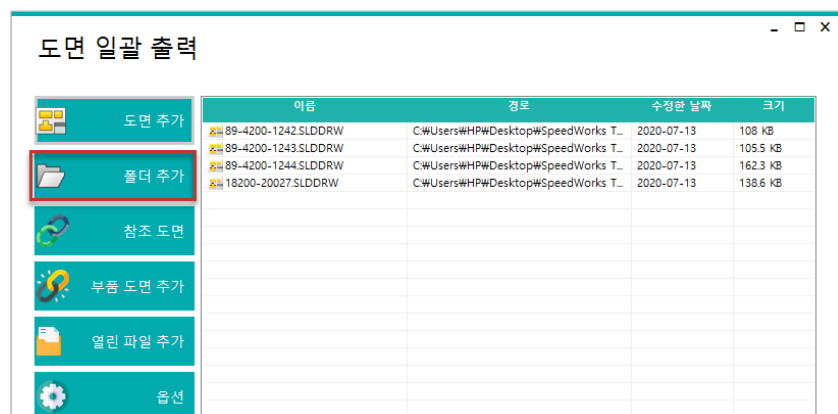 도면 일괄 출력
도면 추가
폴더 추가
참조 도면
부품 도면 추가
열린 파일 추가
옵션
이름 경로 수정한 날짜 크기
89-4200-1242.SLDDRW C:₩Users₩HP₩Desktop₩SpeedWorks T... 2020-07-13 108 KB
89-4200-1243.SLDDRW C:₩Users₩HP₩Desktop₩SpeedWorks T... 2020-07-13 105.5 KB
89-4200-1244.SLDDRW C:₩Users₩HP₩Desktop₩SpeedWorks T... 2020-07-13 162.3 KB
18200-20027.SLDDRW C:₩Users₩HP₩Desktop₩SpeedWorks T... 2020-07-13 138.6 KB